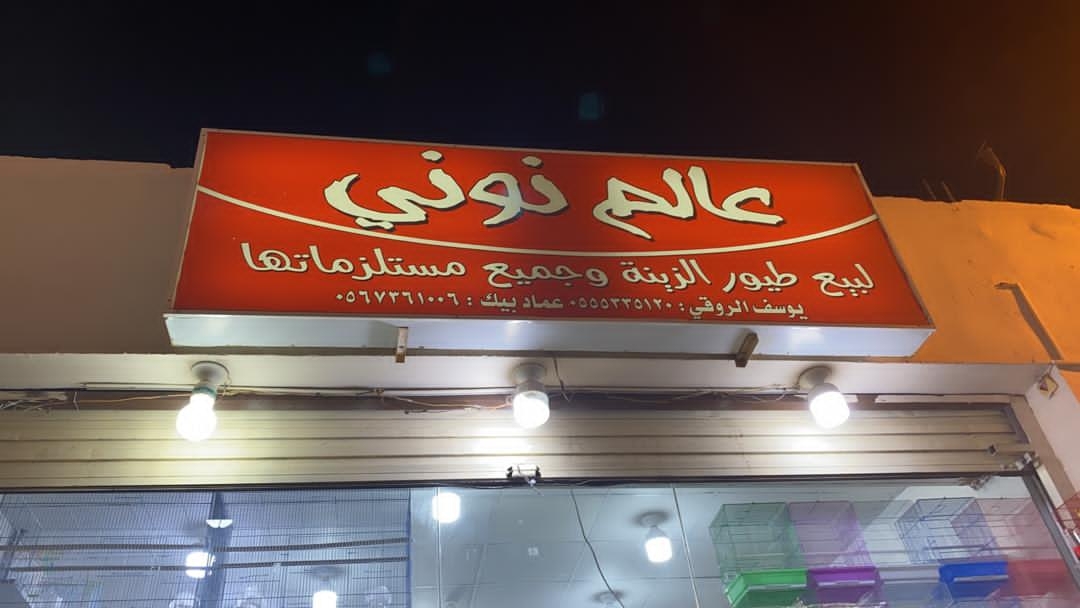 عالم نوني
لبيع طيور الزينة وجميع مستلزماتها
يوسف الروقي: ٠٥٥٥٣٣٥١٢٠ عماد بيك : ٠٥٦٧٣٦١٠٠٦